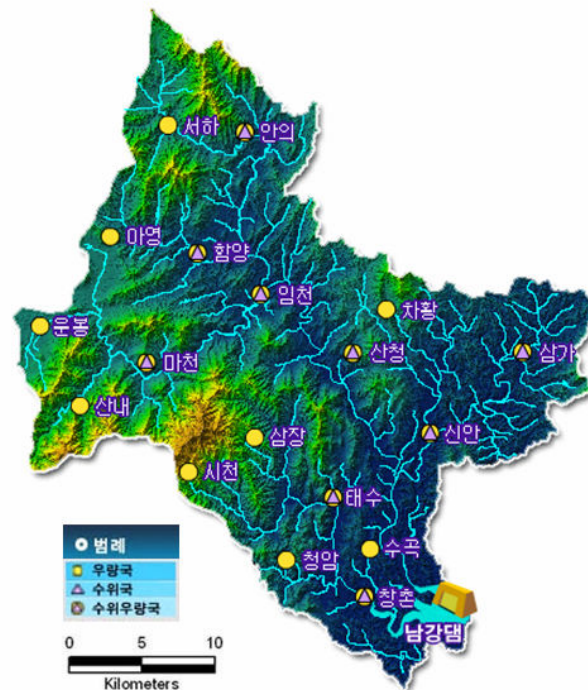 서하
안의
아영
함양
임천
차황
운봉
산청
삼가
마천
산내
신안
삼장
시천
태수
수곡
청암
창촌
남강댐
범례
우량국
수위국
수위우량국
0 5 10
Kilometers